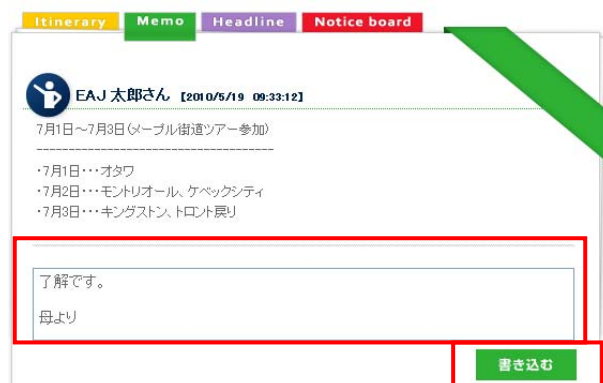 Itinerary Memo Headline Notice board
EAJ 太郎さん 【2010/5/19 09:33:12】
7月1日～7月3日(メープル街道ツアー参加)
------------------------------------
・7月1日・・・オタワ
・7月2日・・・モントリオール、ケベックシティ
・7月3日・・・キングストン、トロント戻り
了解です。
母より
書き込む